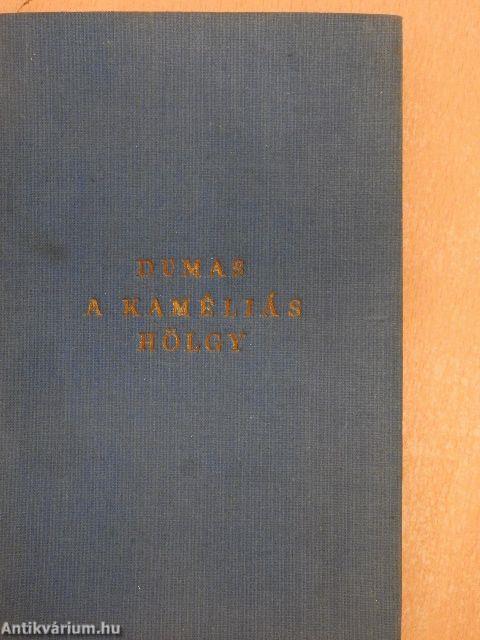 DUMAS
A KAMÉLIÁS
HÖLGY
Antikvárium.hu